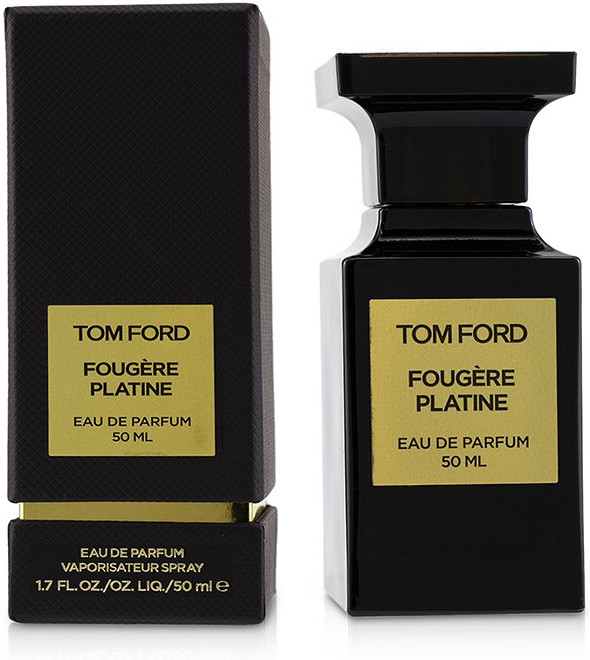 TOM FORD
FOUGÈRE
PLATINE
EAU DE PARFUM
50 ML
EAU DE PARFUM
VAPORISATEUR SPRAY
1.7 FL.OZ./OZ. LIQ./50 ml ℮
TOM FORD
FOUGÈRE
PLATINE
EAU DE PARFUM
50 ML